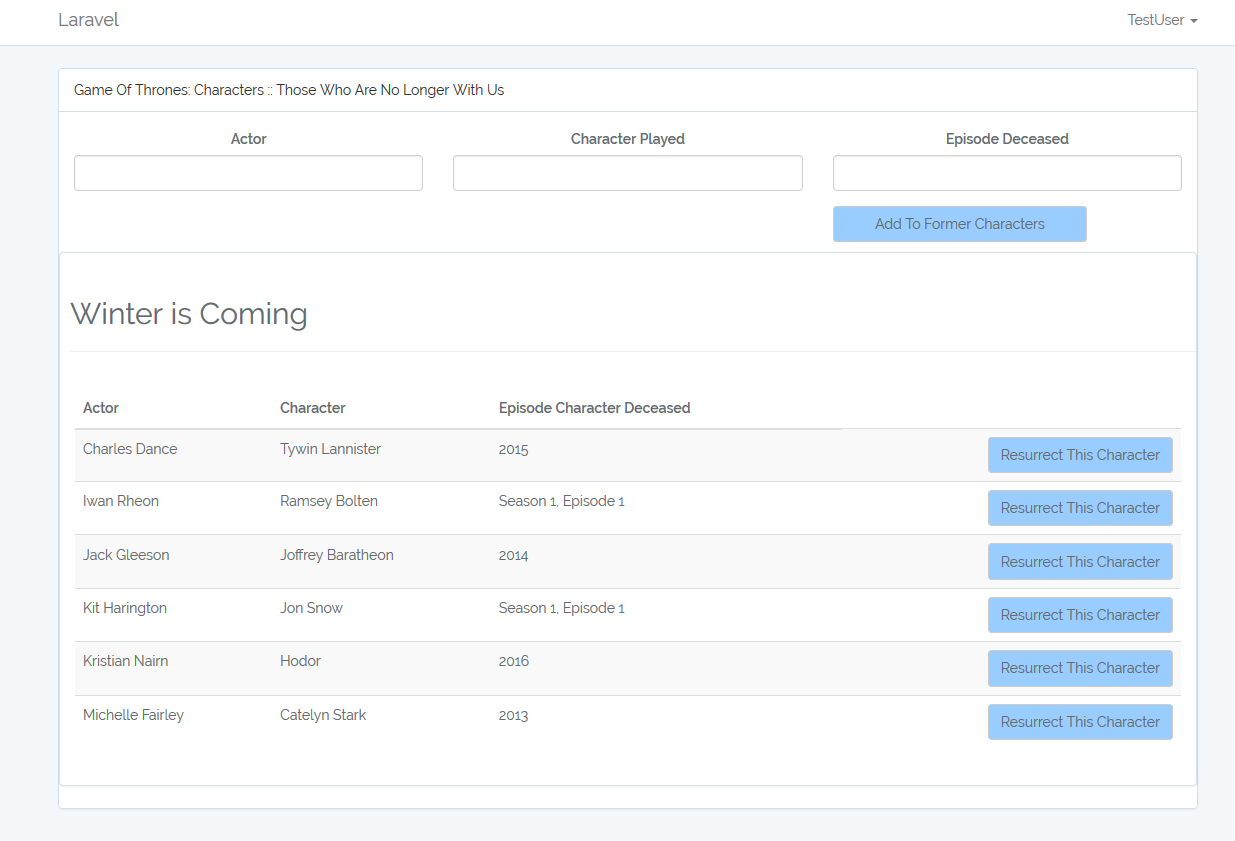 Laravel TestUser
Game Of Thrones: Characters :: Those Who Are No Longer With Us
Actor Character Played Episode Deceased
Add To Former Characters
Winter is Coming
Actor Character Episode Character Deceased
Charles Dance Tywin Lannister 2015 Resurrect This Character
Iwan Rheon Ramsey Bolten Season 1, Episode 1 Resurrect This Character
Jack Gleeson Joffrey Baratheon 2014 Resurrect This Character
Kit Harington Jon Snow Season 1, Episode 1 Resurrect This Character
Kristian Nairn Hodor 2016 Resurrect This Character
Michelle Fairley Catelyn Stark 2013 Resurrect This Character